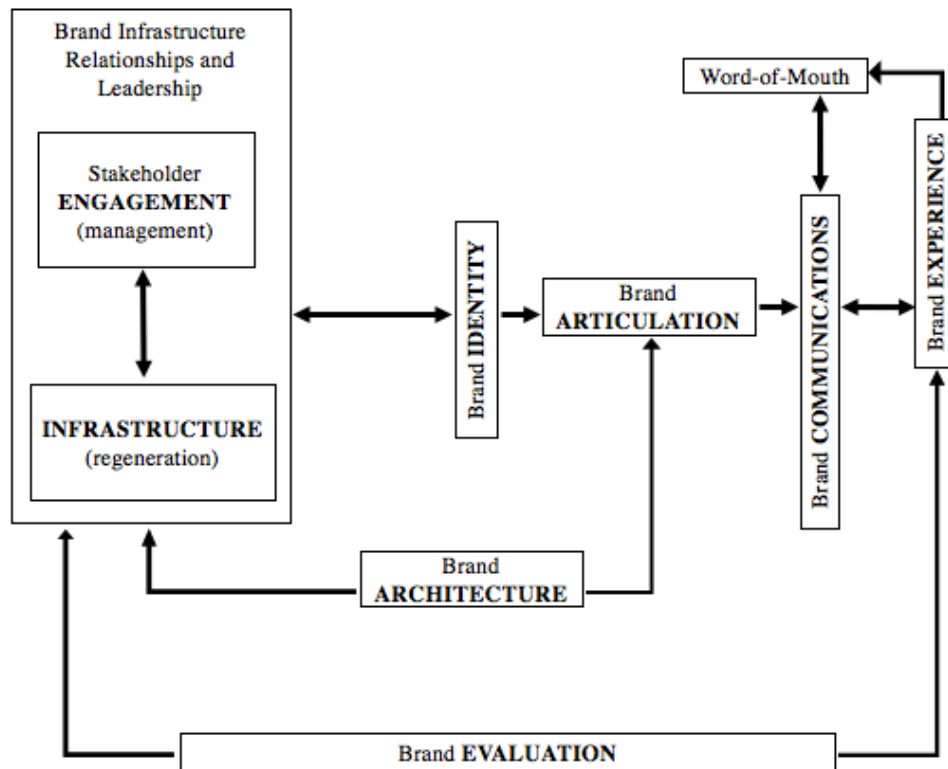 Brand Infrastructure
Relationships and
Leadership
Stakeholder
ENGAGEMENT
(management)
INFRASTRUCTURE
(regeneration)
Brand IDENTITY
Brand
ARTICULATION
Word-of-Mouth
Brand COMMUNICATIONS
Brand EXPERIENCE
Brand
ARCHITECTURE
Brand EVALUATION